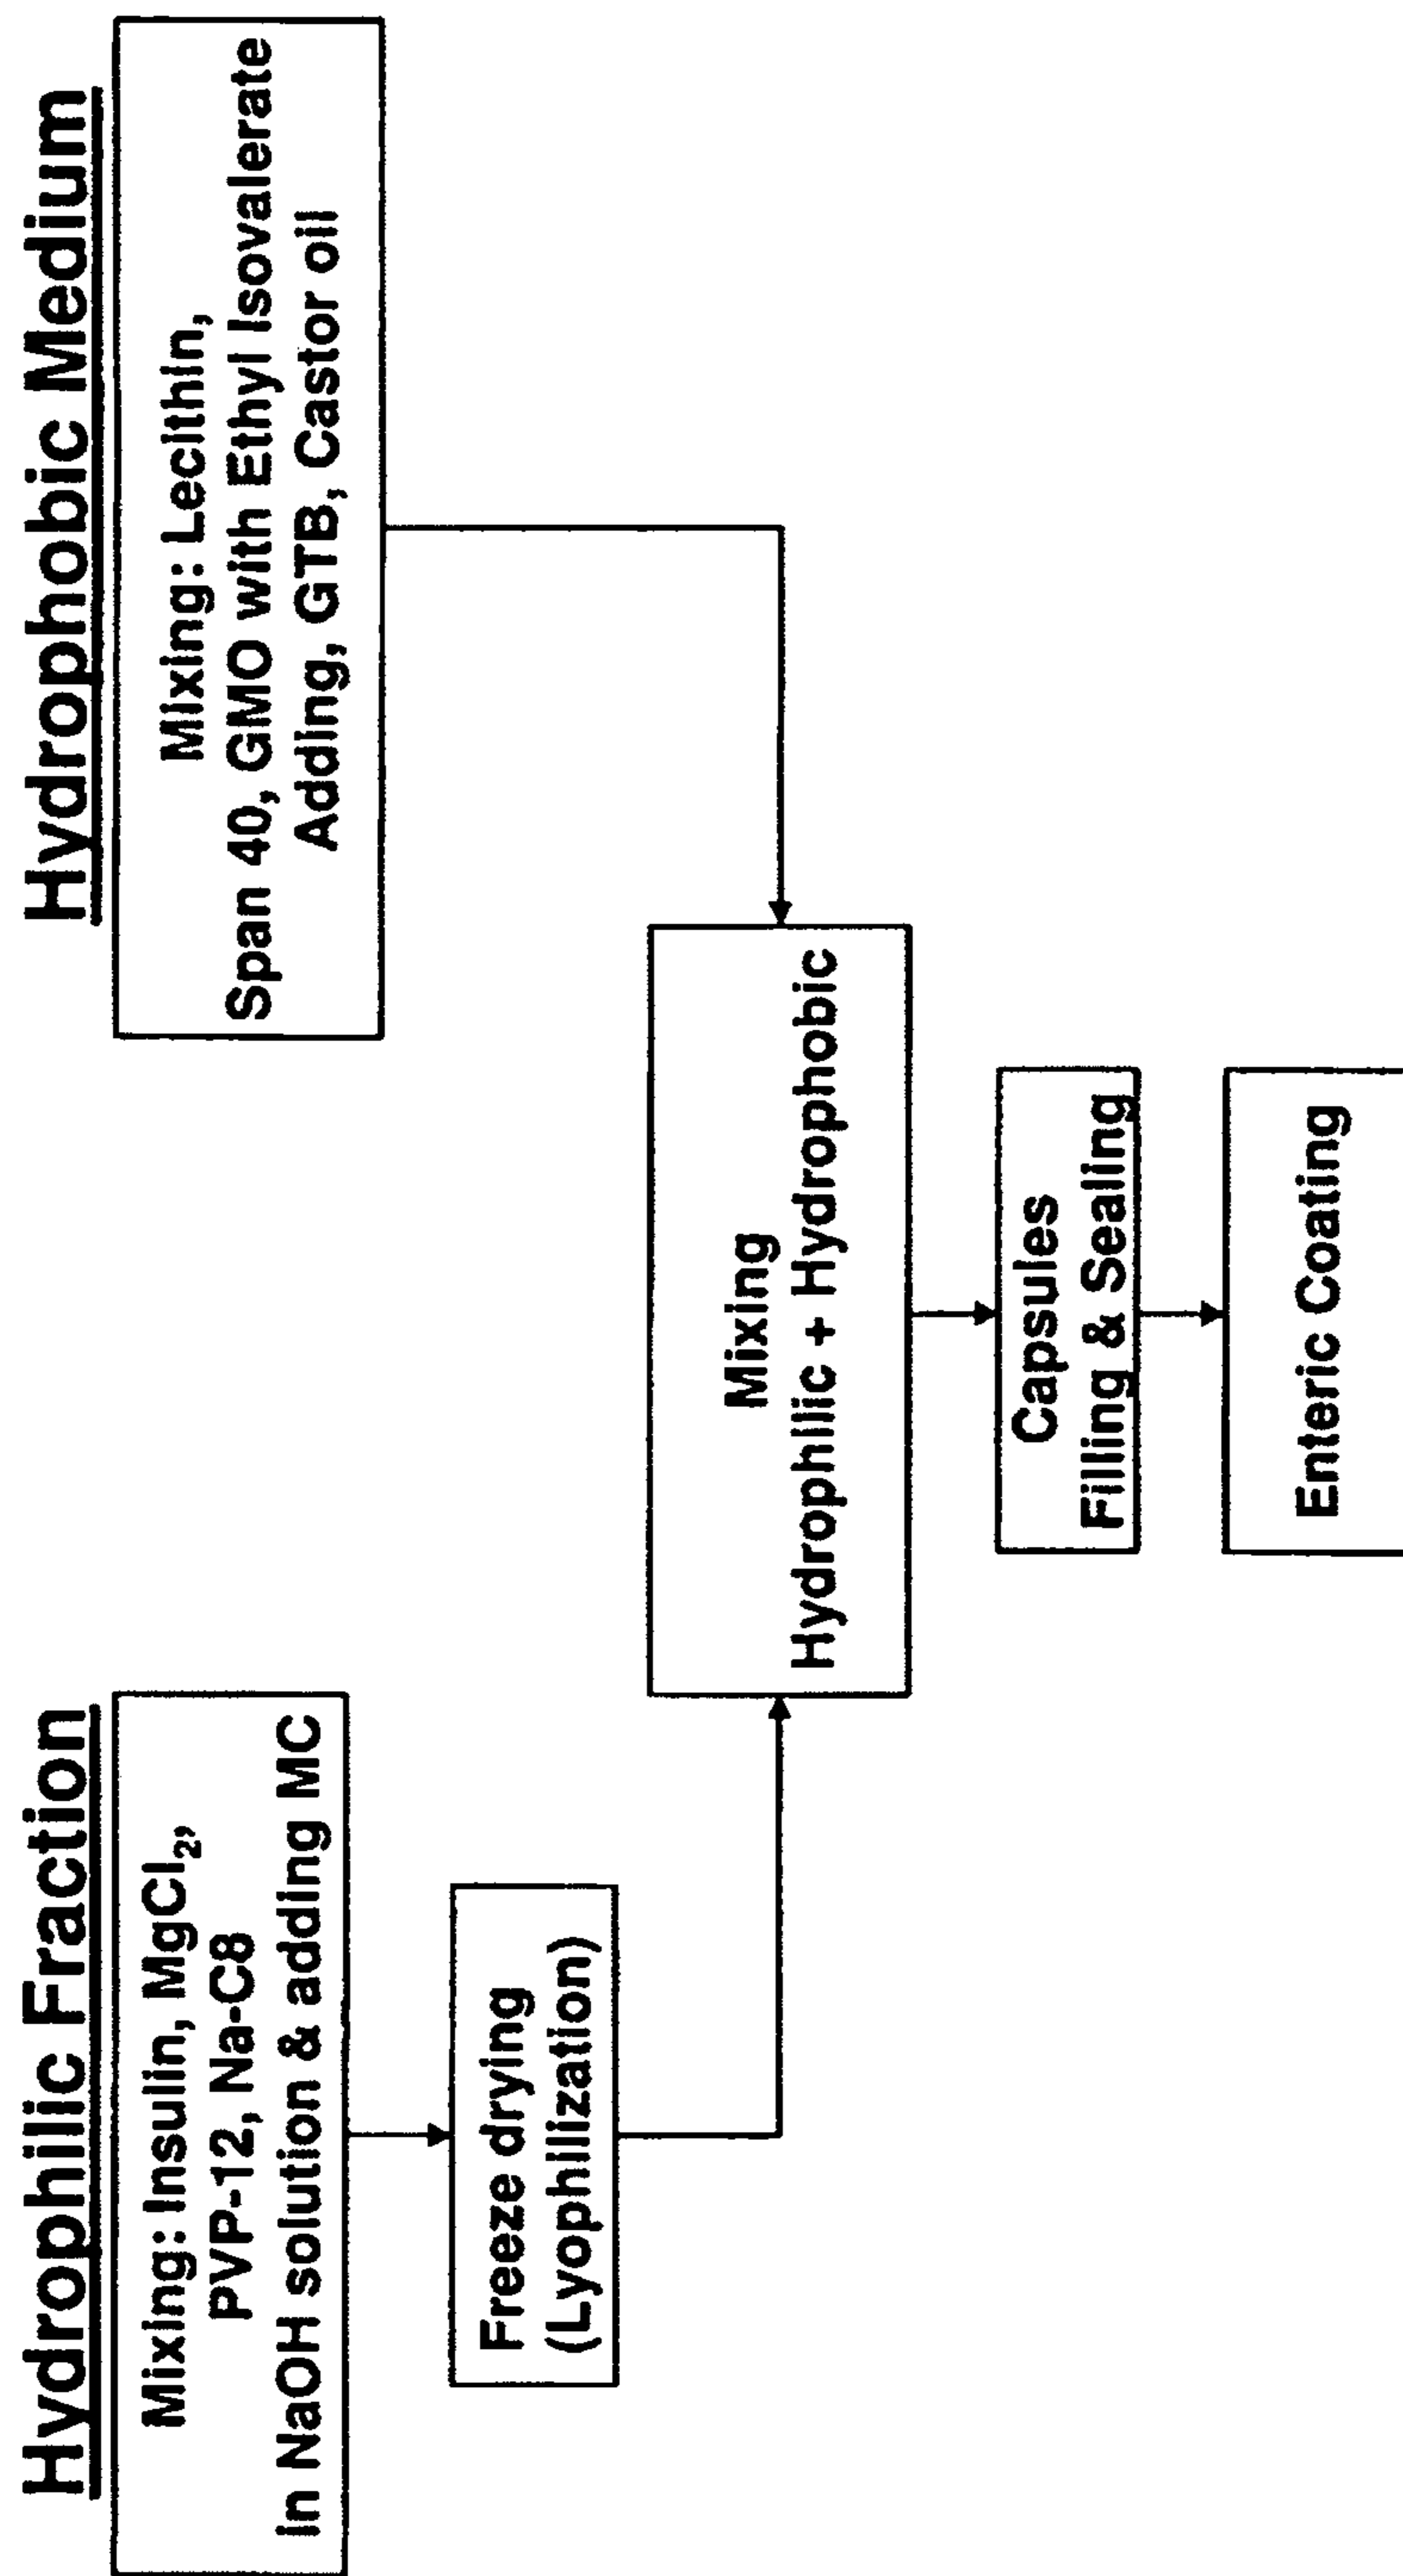 Hydrophilic Fraction
Mixing: Insulin, MgCl₂,
PVP-12, Na-C8
in NaOH solution & adding MC
Freeze drying
(Lyophilization)
Hydrophobic Medium
Mixing: Lecithin,
Span 40, GMO with Ethyl Isovalerate
Adding, GTB, Castor oil
Mixing
Hydrophilic + Hydrophobic
Capsules
Filling & Sealing
Enteric Coating